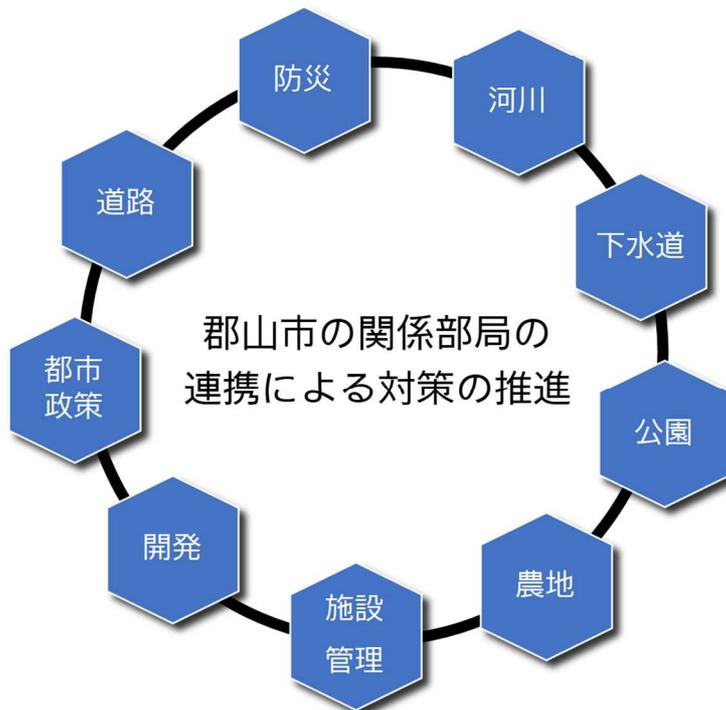 防災
河川
下水道
公園
農地
施設
管理
開発
都市
政策
道路
郡山市の関係部局の
連携による対策の推進